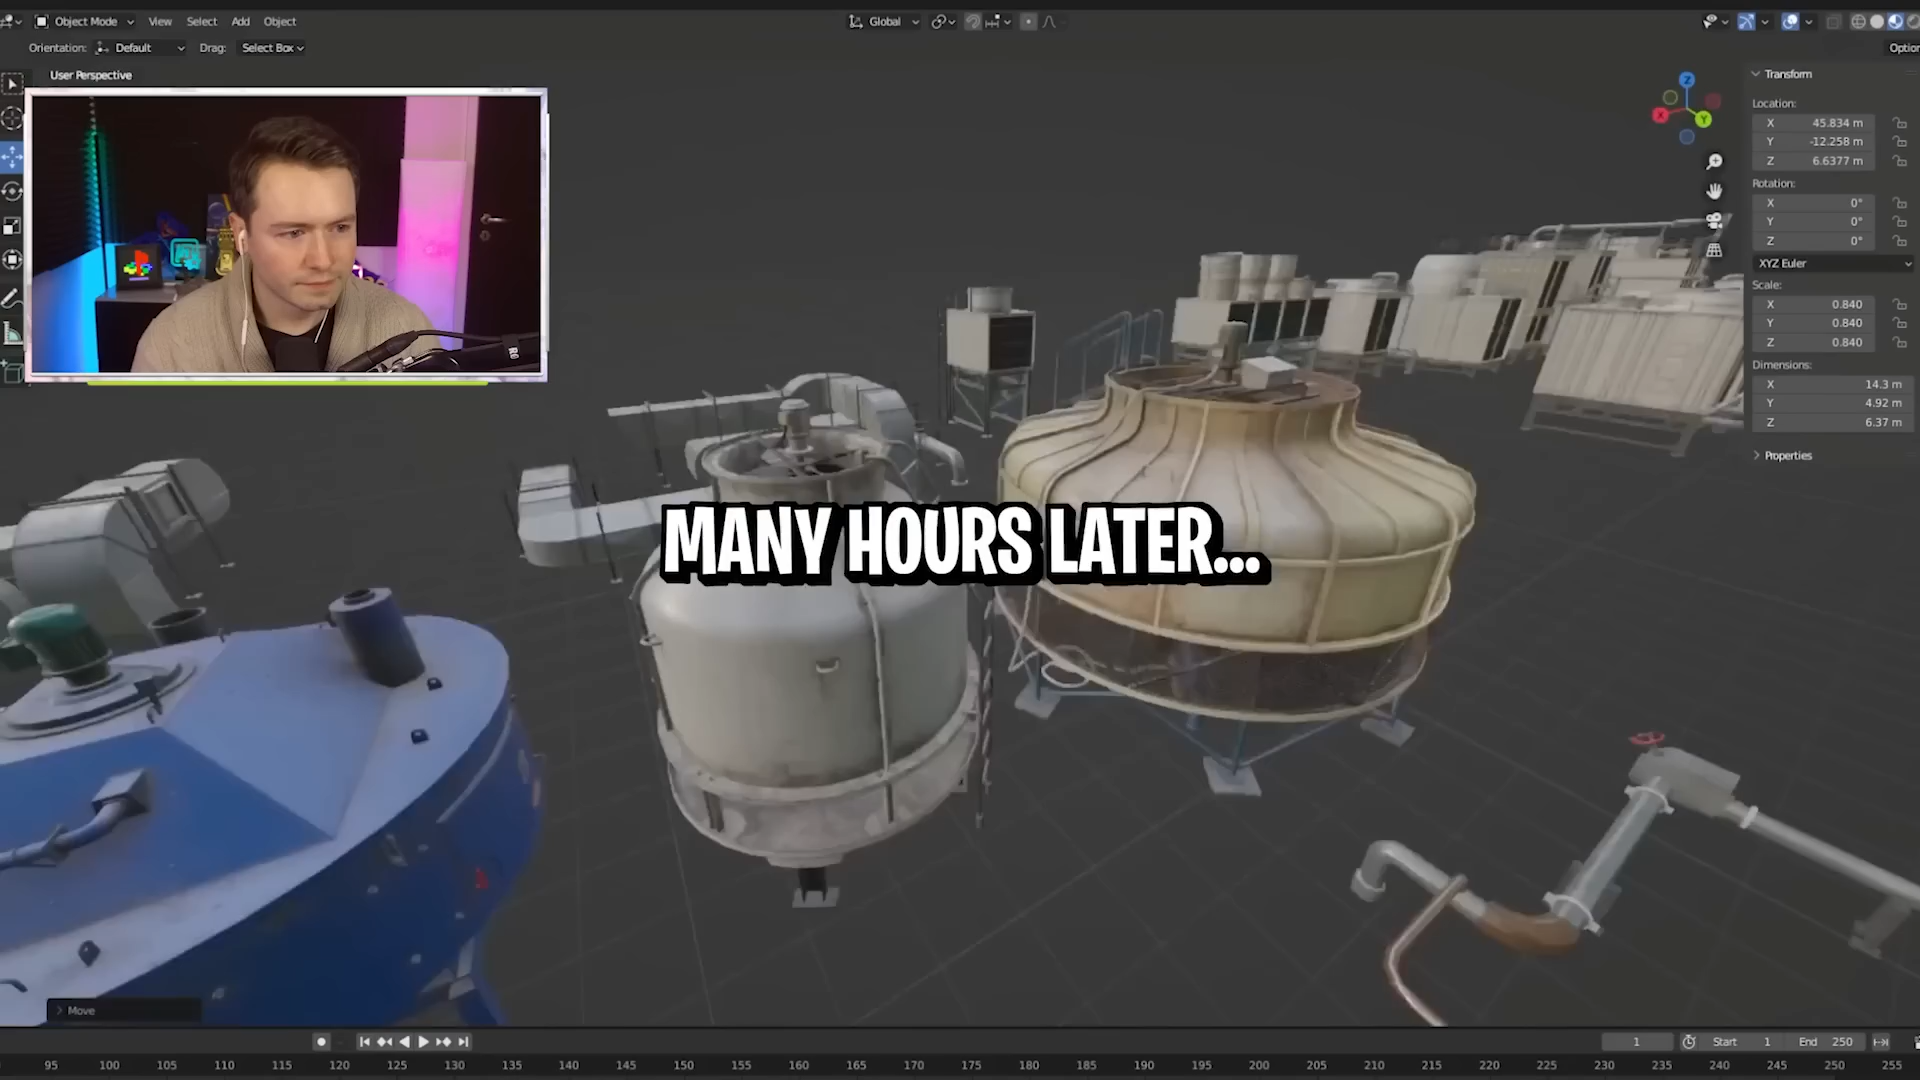 Object Mode View Select Add Object Global
Orientation: Default Drag: Select Box
User Perspective
Z
X
Y
Transform
Location:
X 45.834 m
Y -12.258 m
Z 6.6377 m
Rotation:
X 0°
Y 0°
Z 0°
XYZ Euler
Scale:
X 0.840
Y 0.840
Z 0.840
Dimensions:
X 14.3 m
Y 4.92 m
Z 6.37 m
Properties
MANY HOURS LATER...
Move
1 Start 1 End 250
95 100 105 110 115 120 125 130 135 140 145 150 155 160 165 170 175 180 185 190 195 200 205 210 215 220 225 230 235 240 245 250 255